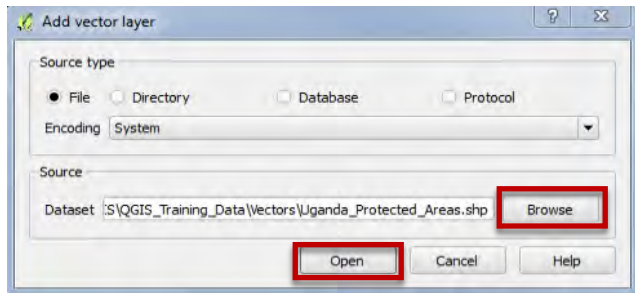 Add vector layer
Source type
File Directory Database Protocol
Encoding System
Source
Dataset :S\QGIS_Training_Data\Vectors\Uganda_Protected_Areas.shp Browse
Open Cancel Help